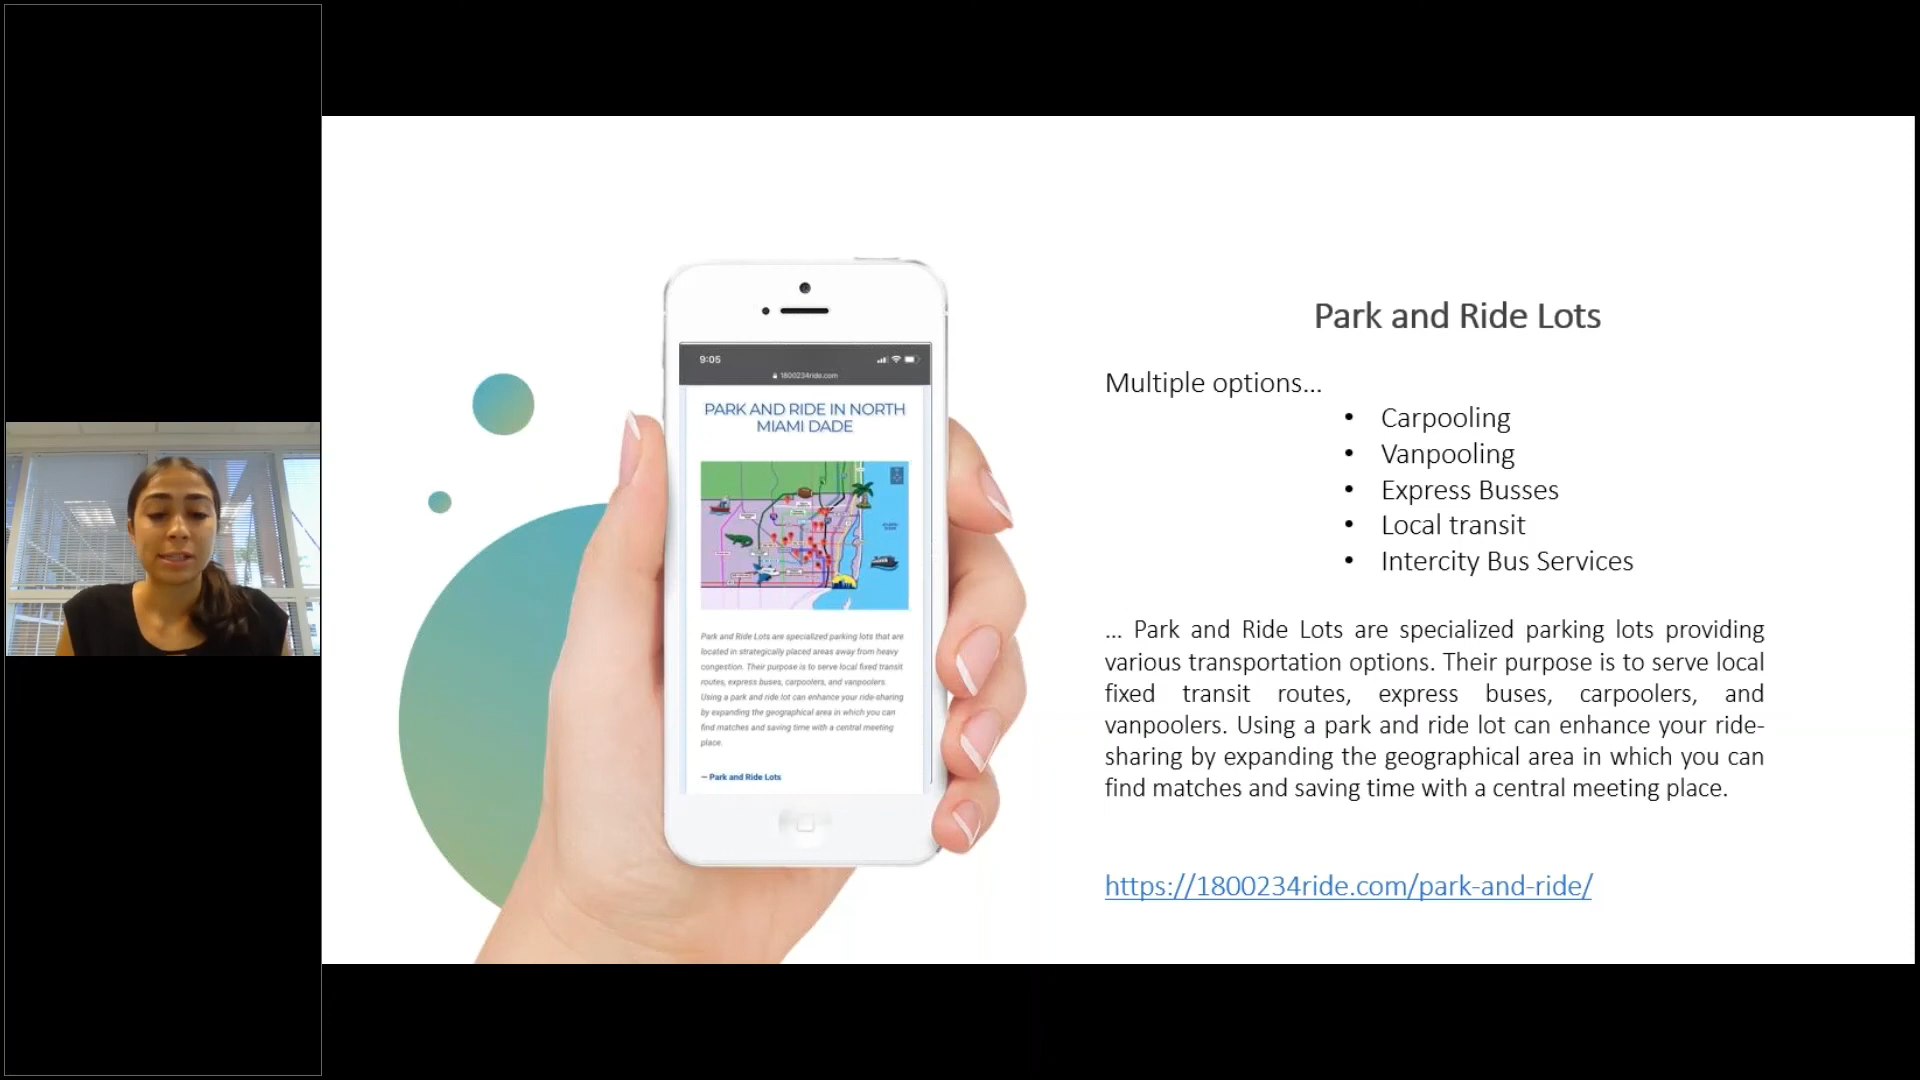 9:05
1800234ride.com
PARK AND RIDE IN NORTH
MIAMI DADE
Park and Ride Lots are specialized parking lots that are
located in strategically placed areas away from heavy
congestion. Their purpose is to serve local fixed transit
routes, express buses, carpoolers, and vanpoolers.
Using a park and ride lot can enhance your ride-sharing
by expanding the geographical area in which you can
find matches and saving time with a central meeting
place.
— Park and Ride Lots
Park and Ride Lots
Multiple options...
• Carpooling
• Vanpooling
• Express Busses
• Local transit
• Intercity Bus Services
... Park and Ride Lots are specialized parking lots providing
various transportation options. Their purpose is to serve local
fixed transit routes, express buses, carpoolers, and
vanpoolers. Using a park and ride lot can enhance your ride-
sharing by expanding the geographical area in which you can
find matches and saving time with a central meeting place.
https://1800234ride.com/park-and-ride/